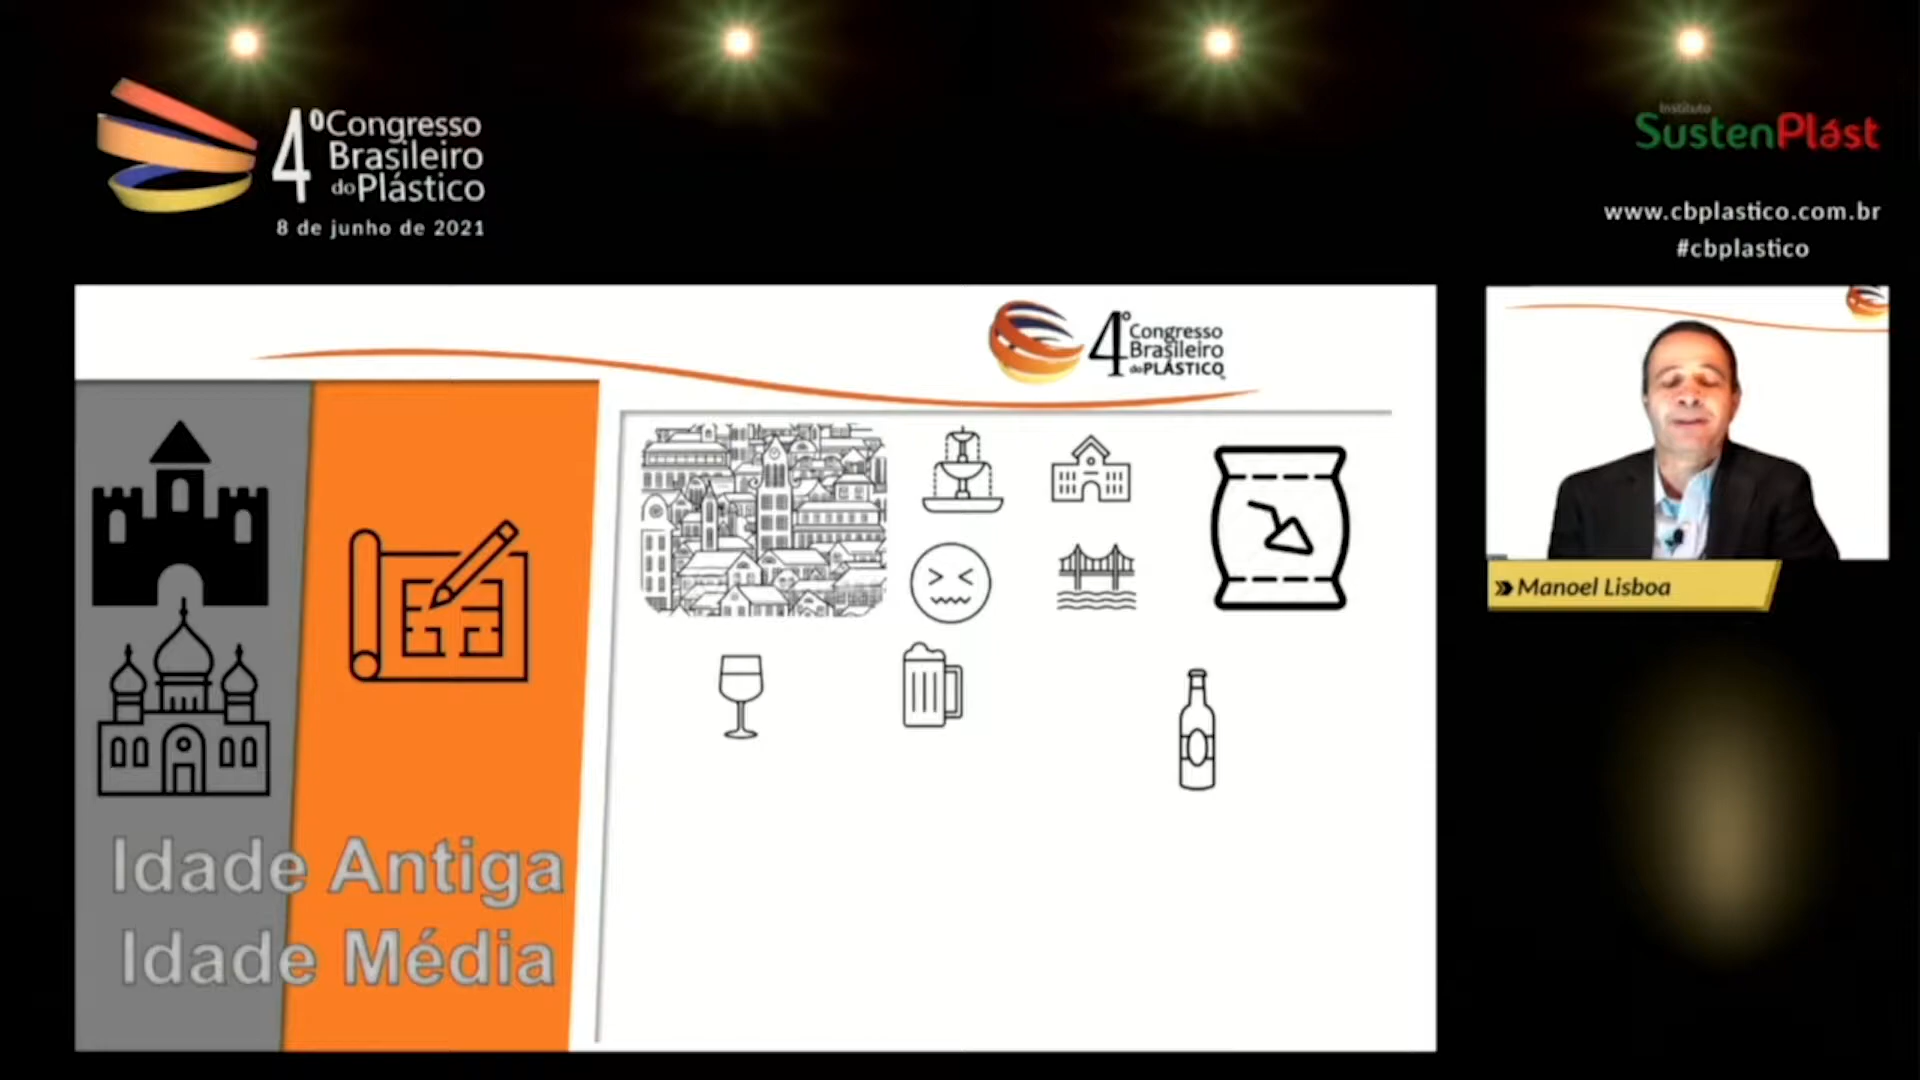 4º Congresso
Brasileiro
do Plástico
8 de junho de 2021
Instituto
SustenPlást
www.cbplastico.com.br
#cbplastico
4º Congresso
Brasileiro
do PLÁSTICO
Manoel Lisboa
Idade Antiga
Idade Média